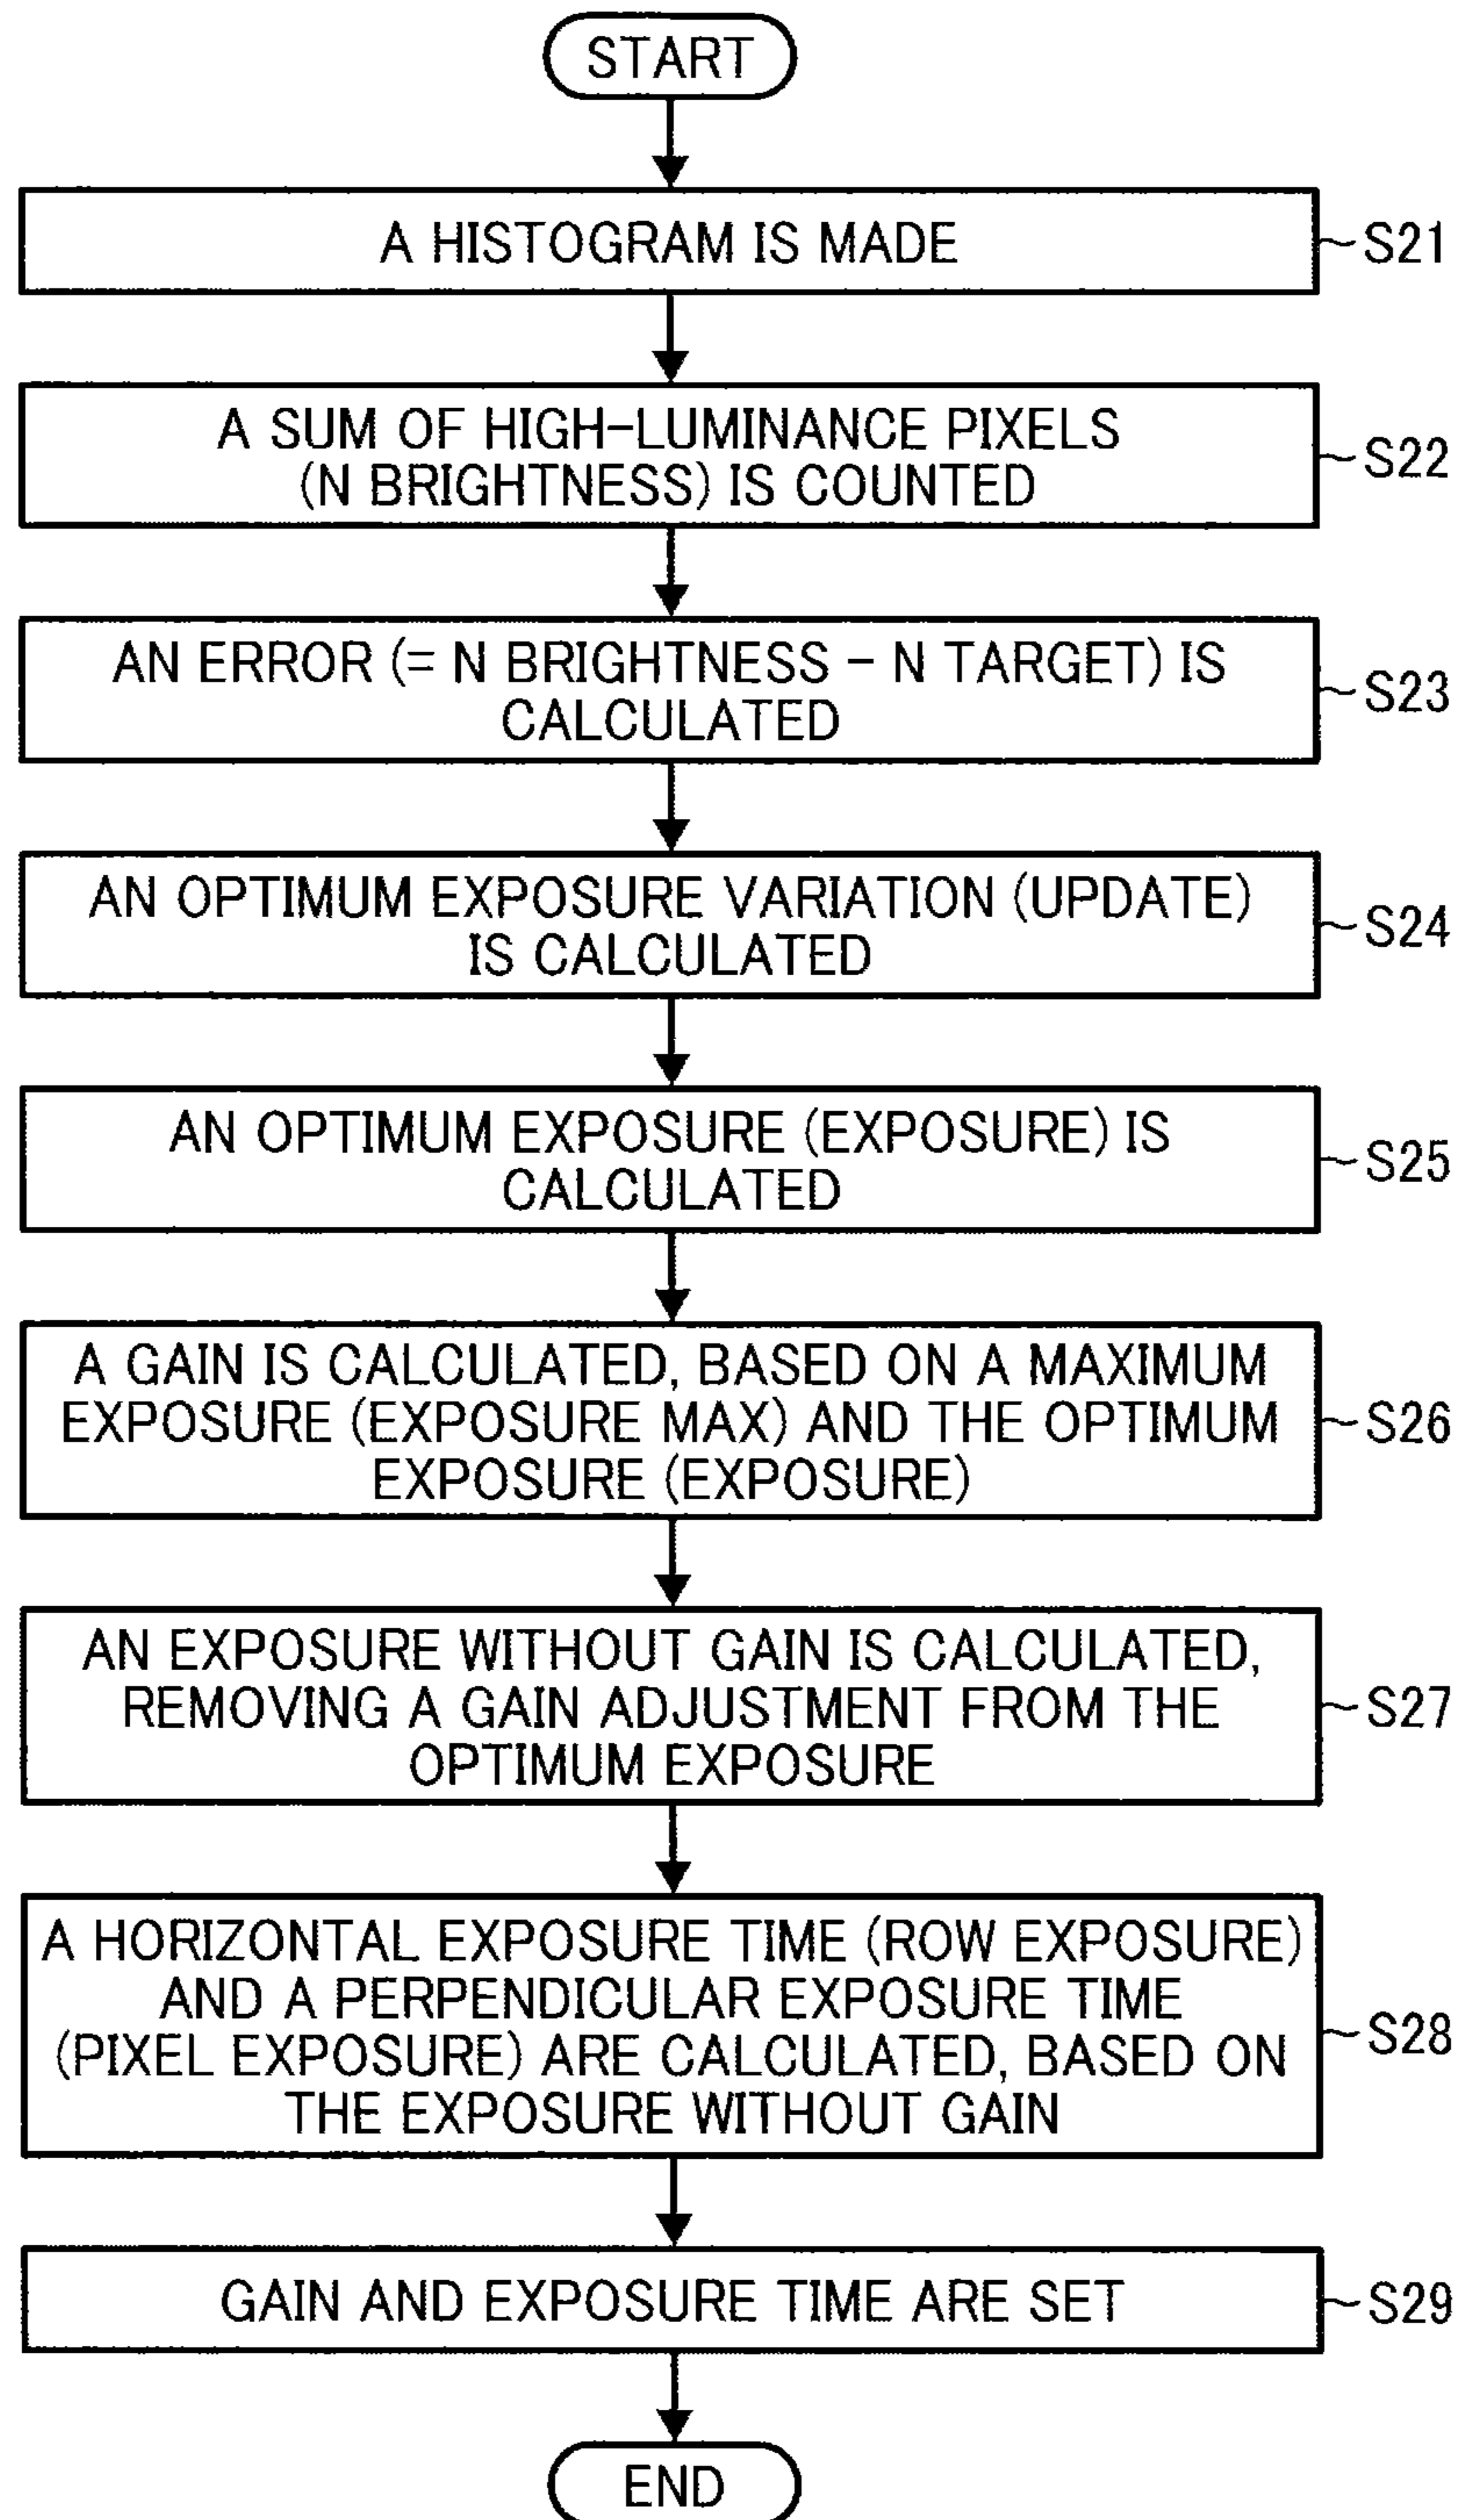 START
A HISTOGRAM IS MADE
S21
A SUM OF HIGH-LUMINANCE PIXELS
(N BRIGHTNESS) IS COUNTED
S22
AN ERROR (= N BRIGHTNESS - N TARGET) IS
CALCULATED
S23
AN OPTIMUM EXPOSURE VARIATION (UPDATE)
IS CALCULATED
S24
AN OPTIMUM EXPOSURE (EXPOSURE) IS
CALCULATED
S25
A GAIN IS CALCULATED, BASED ON A MAXIMUM
EXPOSURE (EXPOSURE MAX) AND THE OPTIMUM
EXPOSURE (EXPOSURE)
S26
AN EXPOSURE WITHOUT GAIN IS CALCULATED,
REMOVING A GAIN ADJUSTMENT FROM THE
OPTIMUM EXPOSURE
S27
A HORIZONTAL EXPOSURE TIME (ROW EXPOSURE)
AND A PERPENDICULAR EXPOSURE TIME
(PIXEL EXPOSURE) ARE CALCULATED, BASED ON
THE EXPOSURE WITHOUT GAIN
S28
GAIN AND EXPOSURE TIME ARE SET
S29
END